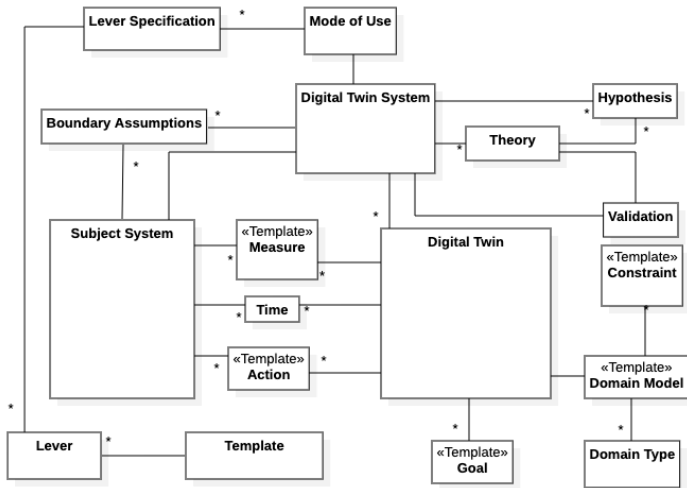 Lever Specification
*
Mode of Use
Digital Twin System
Hypothesis
*
Boundary Assumptions
*
*
Theory
*
*
Validation
*
Subject System
«Template»
Measure
*
*
Digital Twin
«Template»
Constraint
*
Time
*
*
«Template»
Action
*
*
«Template»
Domain Model
*
Lever
*
*
Template
*
«Template»
Goal
Domain Type